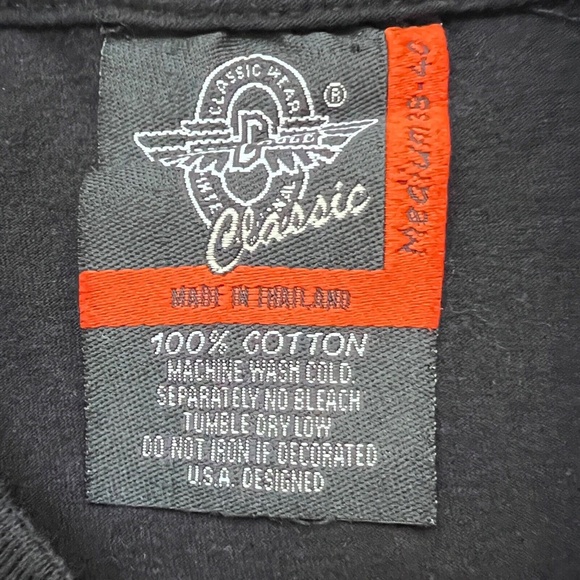 CLASSIC WEAR
®
INTERNATIONAL
Classic
MEDIUM/38-40
MADE IN THAILAND
100% COTTON
MACHINE WASH COLD
SEPARATELY NO BLEACH
TUMBLE DRY LOW
DO NOT IRON IF DECORATED
U.S.A. DESIGNED